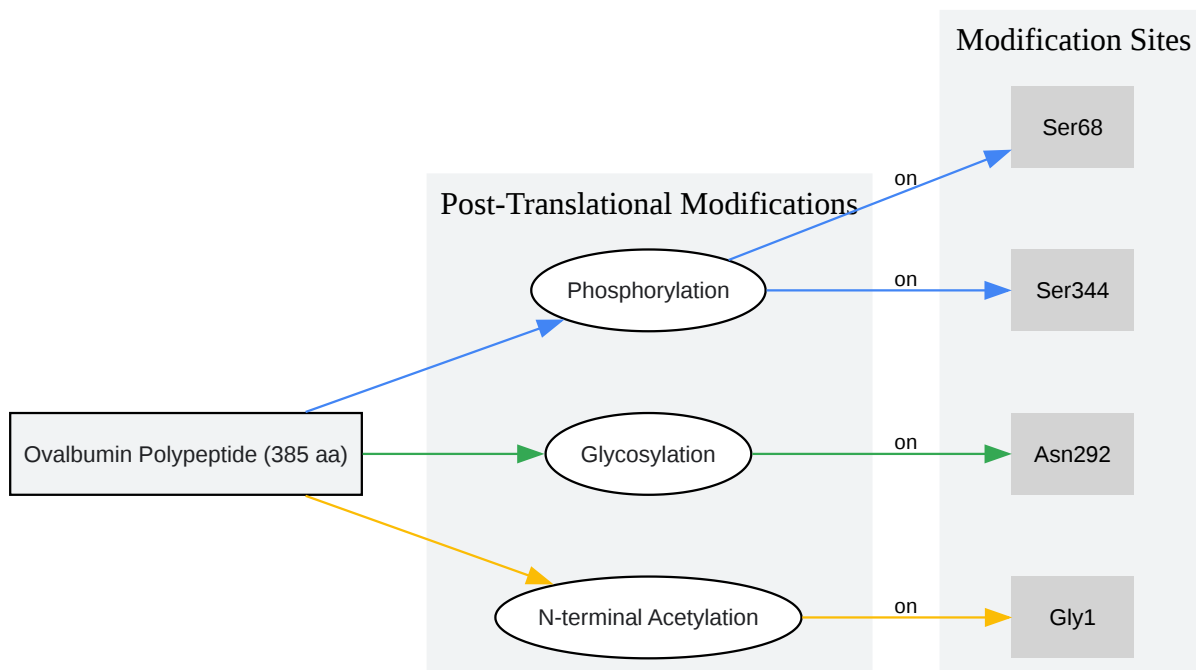 Modification Sites
Ser68
on
Post-Translational Modifications
Phosphorylation
on
Ser344
Ovalbumin Polypeptide (385 aa)
Glycosylation
on
Asn292
N-terminal Acetylation
on
Gly1